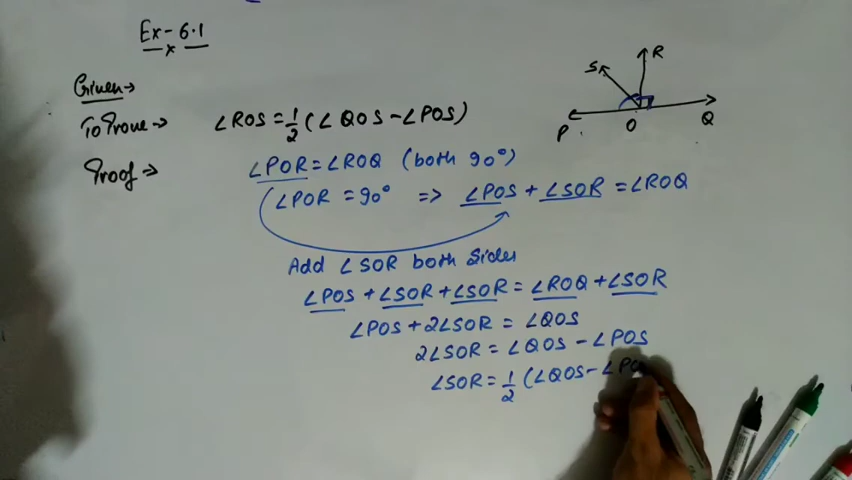 Ex-6.1
Given→
To Prove→ ∠ROS = 1/2 (∠QOS - ∠POS)
Proof→ ∠POR = ∠ROQ (both 90°)
(∠POR = 90° ⇒ ∠POS + ∠SOR = ∠ROQ
Add ∠SOR both sides
∠POS + ∠SOR + ∠SOR = ∠ROQ + ∠SOR
∠POS + 2∠SOR = ∠QOS
2∠SOR = ∠QOS - ∠POS
∠SOR = 1/2 (∠QOS - ∠PO
S R
P O Q